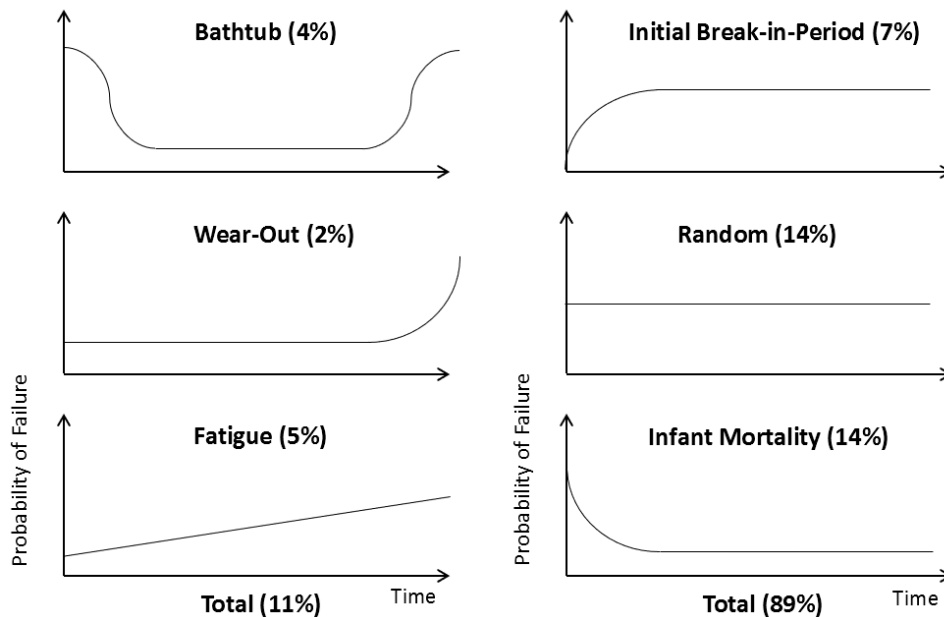 Bathtub (4%)
Initial Break-in-Period (7%)
Wear-Out (2%)
Random (14%)
Probability of Failure
Fatigue (5%)
Probability of Failure
Infant Mortality (14%)
Total (11%)
Time
Total (89%)
Time